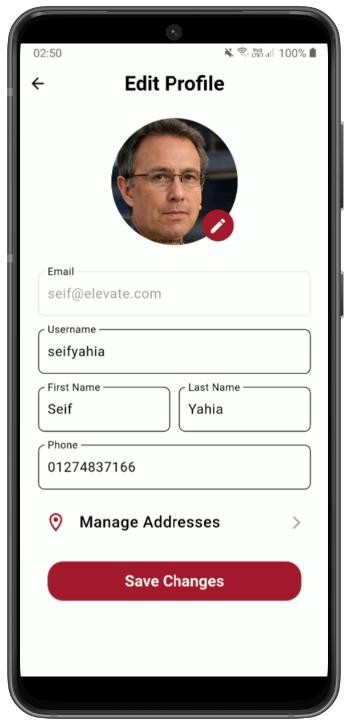 02:50 100%
Edit Profile
Email
seif@elevate.com
Username
seifyahia
First Name Last Name
Seif Yahia
Phone
01274837166
Manage Addresses
Save Changes